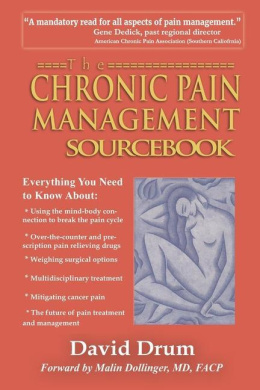 “A mandatory read for all aspects of pain management.”
Gene Dedick, past regional director
American Chronic Pain Association (Southern California)
The
CHRONIC PAIN
MANAGEMENT
SOURCEBOOK
Everything You Need
to Know About:
* Using the mind-body con-
nection to break the pain cycle
* Over-the-counter and pre-
scription pain relieving drugs
* Weighing surgical options
* Multidisciplinary treatment
* Mitigating cancer pain
* The future of pain treatment
and management
David Drum
Forward by Malin Dollinger, MD, FACP